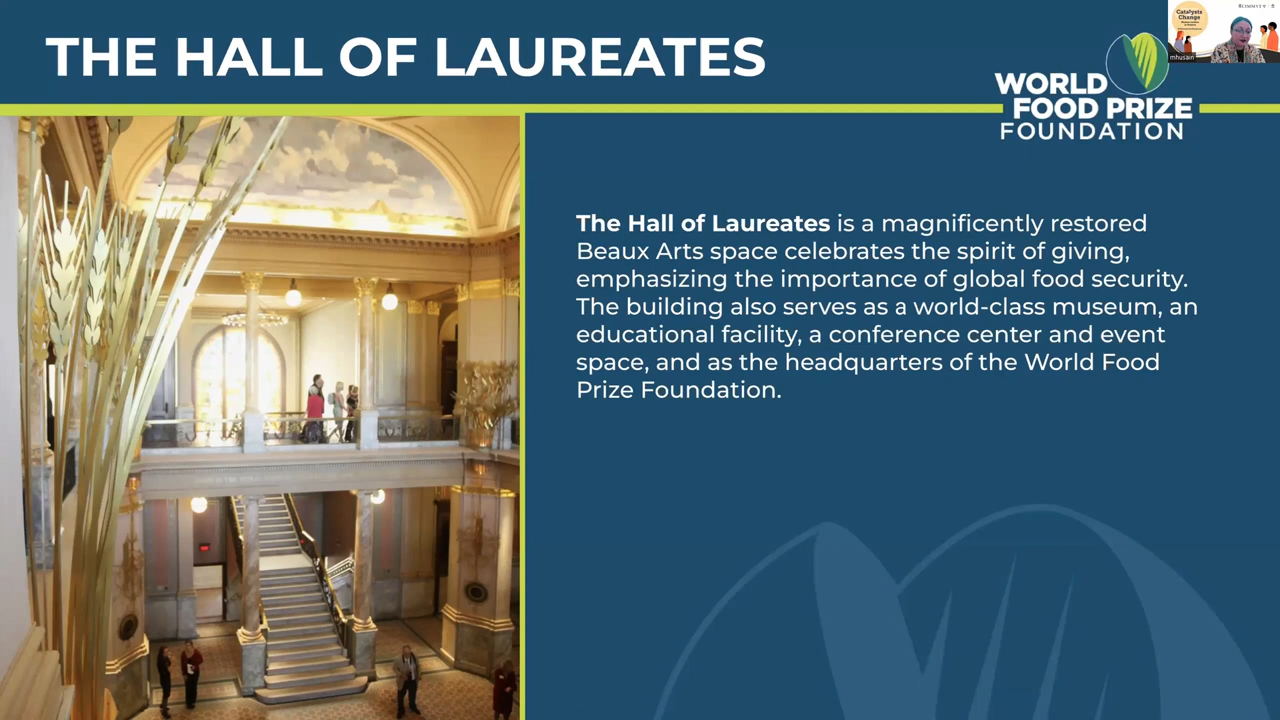 THE HALL OF LAUREATES
Catalysts
Change
mhusain
WORLD
FOOD PRIZE
FOUNDATION
The Hall of Laureates is a magnificently restored
Beaux Arts space celebrates the spirit of giving,
emphasizing the importance of global food security.
The building also serves as a world-class museum, an
educational facility, a conference center and event
space, and as the headquarters of the World Food
Prize Foundation.